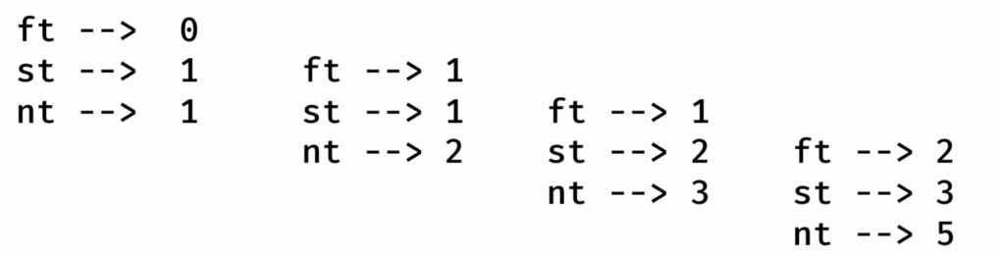 ft -->  0
st -->  1     ft --> 1
nt -->  1     st --> 1    ft --> 1
nt --> 2    st --> 2    ft --> 2
nt --> 3    st --> 3
nt --> 5